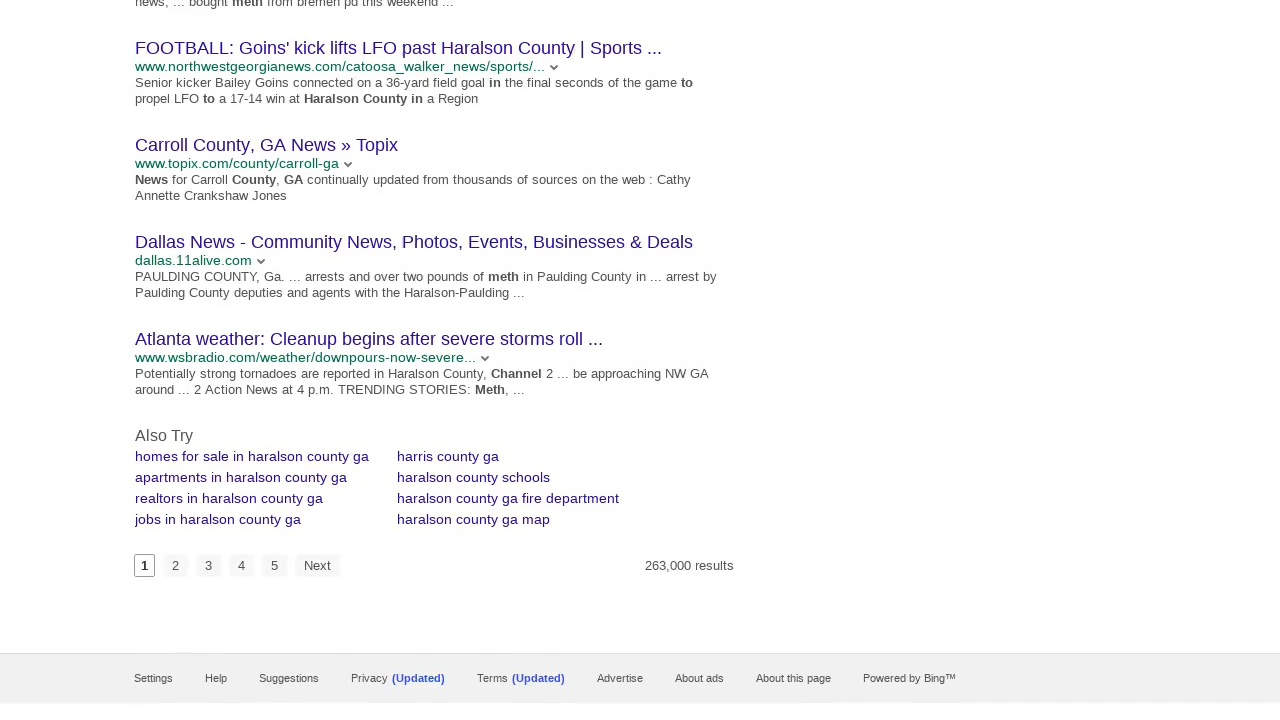 news, ... bought meth from bremen pd this weekend ...
FOOTBALL: Goins' kick lifts LFO past Haralson County | Sports ...
www.northwestgeorgianews.com/catoosa_walker_news/sports/...
Senior kicker Bailey Goins connected on a 36-yard field goal in the final seconds of the game to
propel LFO to a 17-14 win at Haralson County in a Region
Carroll County, GA News » Topix
www.topix.com/county/carroll-ga
News for Carroll County, GA continually updated from thousands of sources on the web : Cathy
Annette Crankshaw Jones
Dallas News - Community News, Photos, Events, Businesses & Deals
dallas.11alive.com
PAULDING COUNTY, Ga. ... arrests and over two pounds of meth in Paulding County in ... arrest by
Paulding County deputies and agents with the Haralson-Paulding ...
Atlanta weather: Cleanup begins after severe storms roll ...
www.wsbradio.com/weather/downpours-now-severe...
Potentially strong tornadoes are reported in Haralson County, Channel 2 ... be approaching NW GA
around ... 2 Action News at 4 p.m. TRENDING STORIES: Meth, ...
Also Try
homes for sale in haralson county ga harris county ga
apartments in haralson county ga haralson county schools
realtors in haralson county ga haralson county ga fire department
jobs in haralson county ga haralson county ga map
1 2 3 4 5 Next 263,000 results
Settings Help Suggestions Privacy (Updated) Terms (Updated) Advertise About ads About this page Powered by Bing™